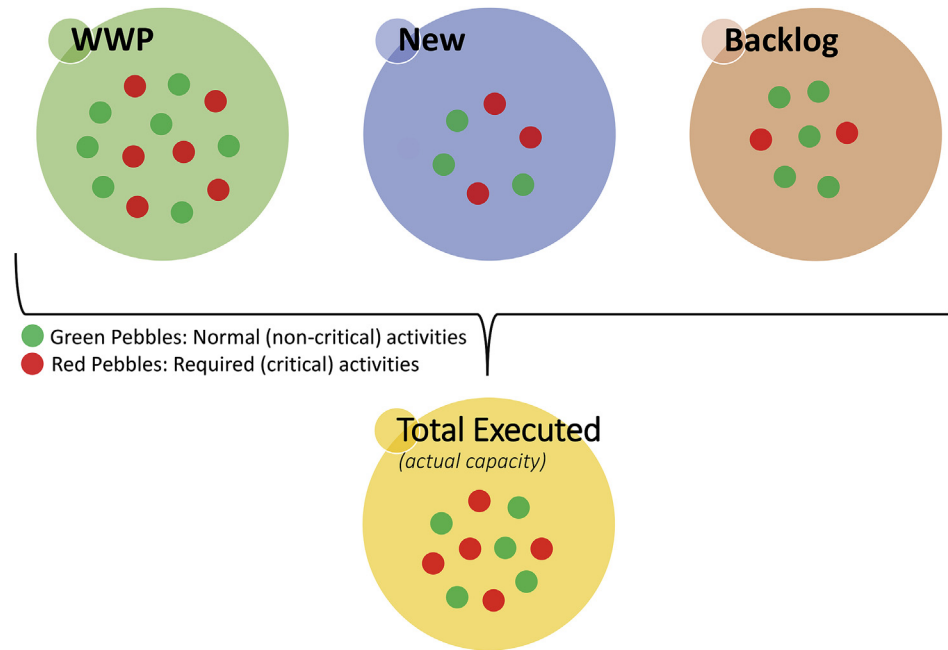 WWP
New
Backlog
Green Pebbles: Normal (non-critical) activities
Red Pebbles: Required (critical) activities
Total Executed
(actual capacity)